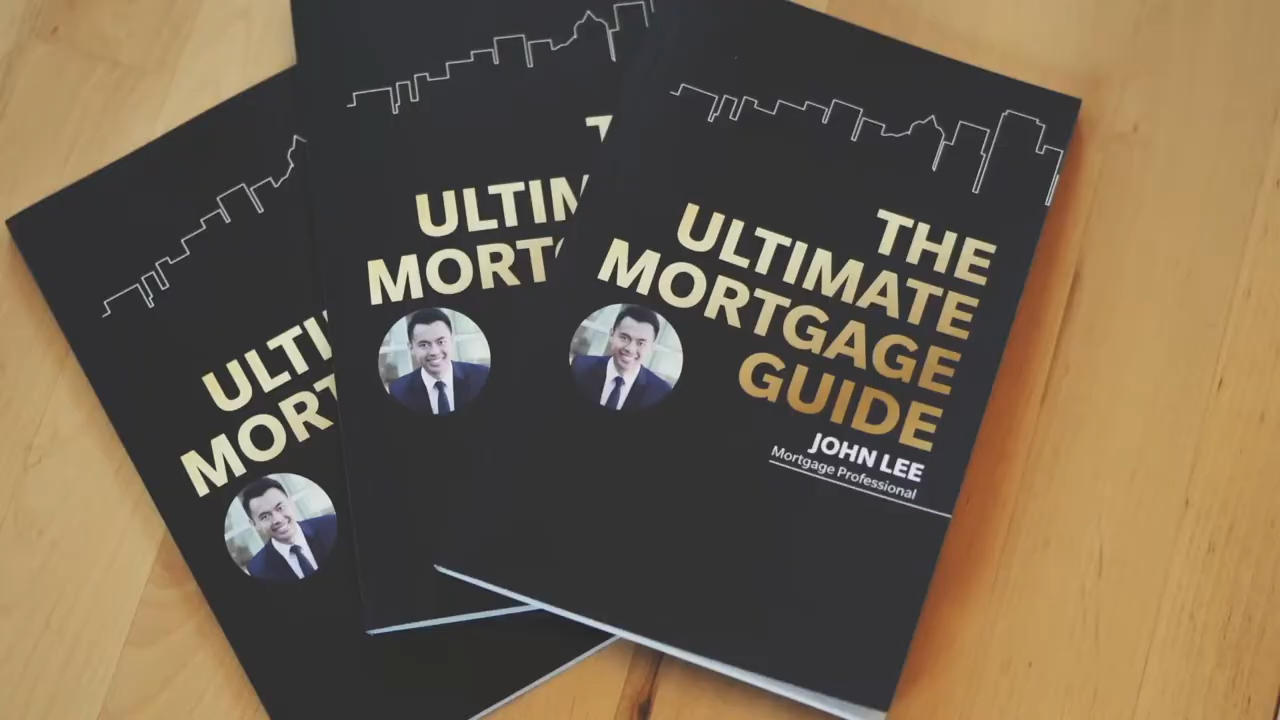 THE
ULTIMATE
MORTGAGE
GUIDE
JOHN LEE
Mortgage Professional
T
ULTIM
MORTG
ULTI
MORT